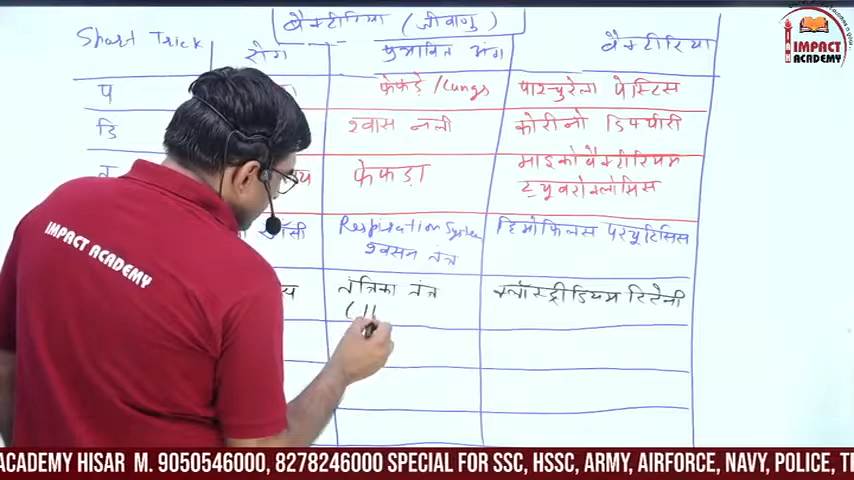 बैक्टीरिया (जीवाणु)
Short Trick
रोग
प्रभावित अंग
बैक्टीरिया
IMPACT
ACADEMY
प
फेफडे /Lungs
पाश्चुरेला पेस्टिस
डि
श्वास नली
कोरीनो डिफ्थीरी
फेफड़ा
माइकोबैक्टीरियम
ट्यूबरोक्लोसिस
Respiration System
श्वसन तंत्र
हिमोफिलस परटूटिसिस
तंत्रिका तंत्र
क्लॉस्ट्रीडियम टिटेनी
IMPACT ACADEMY
ACADEMY HISAR M. 9050546000, 8278246000 SPECIAL FOR SSC, HSSC, ARMY, AIRFORCE, NAVY, POLICE,